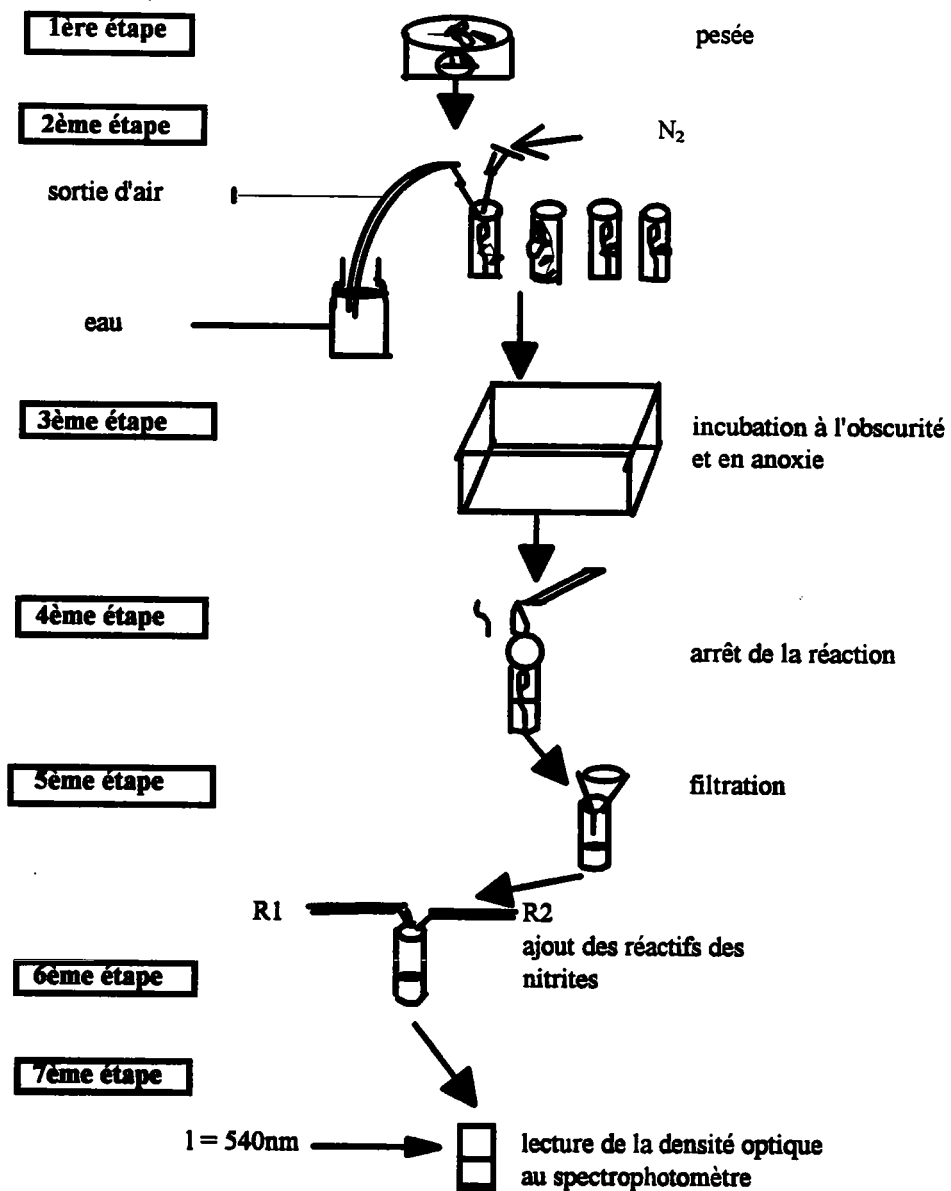 1ère étape
pesée
2ème étape
N₂
sortie d'air
eau
3ème étape
incubation à l'obscurité
et en anoxie
4ème étape
arrêt de la réaction
5ème étape
filtration
R1
R2
ajout des réactifs des
nitrites
6ème étape
7ème étape
l = 540nm
lecture de la densité optique
au spectrophotomètre